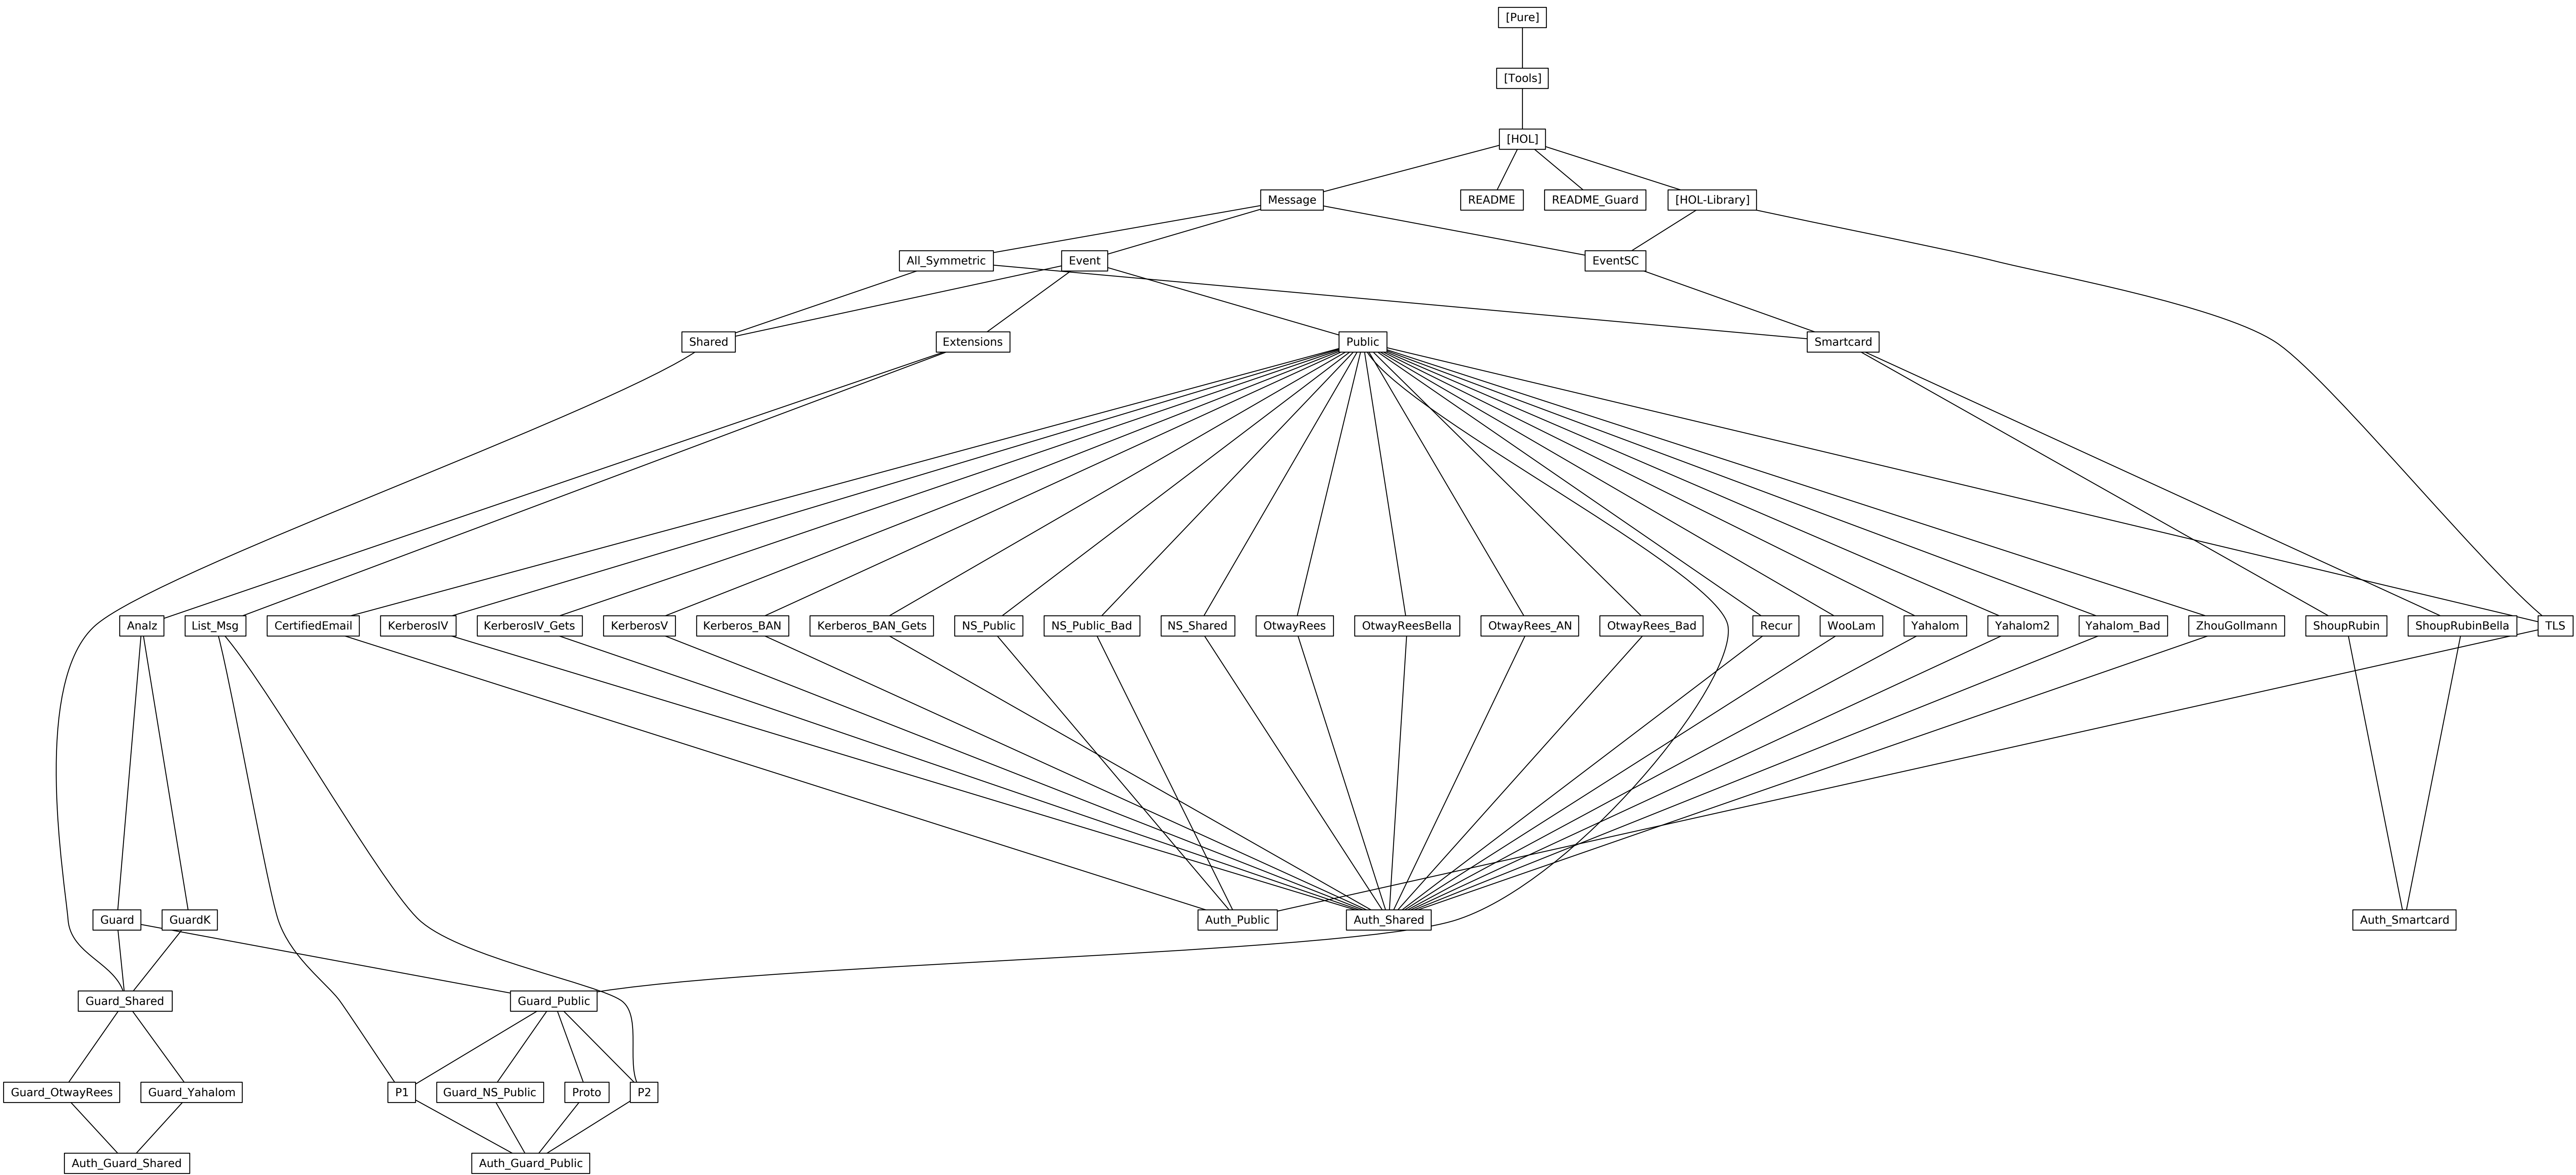 [Pure]
[Tools]
[HOL]
Message
README
README_Guard
[HOL-Library]
All_Symmetric
Event
EventSC
Shared
Extensions
Public
Smartcard
Analz
List_Msg
CertifiedEmail
KerberosIV
KerberosIV_Gets
KerberosV
Kerberos_BAN
Kerberos_BAN_Gets
NS_Public
NS_Public_Bad
NS_Shared
OtwayRees
OtwayReesBella
OtwayRees_AN
OtwayRees_Bad
Recur
WooLam
Yahalom
Yahalom2
Yahalom_Bad
ZhouGollmann
ShoupRubin
ShoupRubinBella
TLS
Guard
GuardK
Auth_Public
Auth_Shared
Auth_Smartcard
Guard_Shared
Guard_Public
Guard_OtwayRees
Guard_Yahalom
P1
Guard_NS_Public
Proto
P2
Auth_Guard_Shared
Auth_Guard_Public